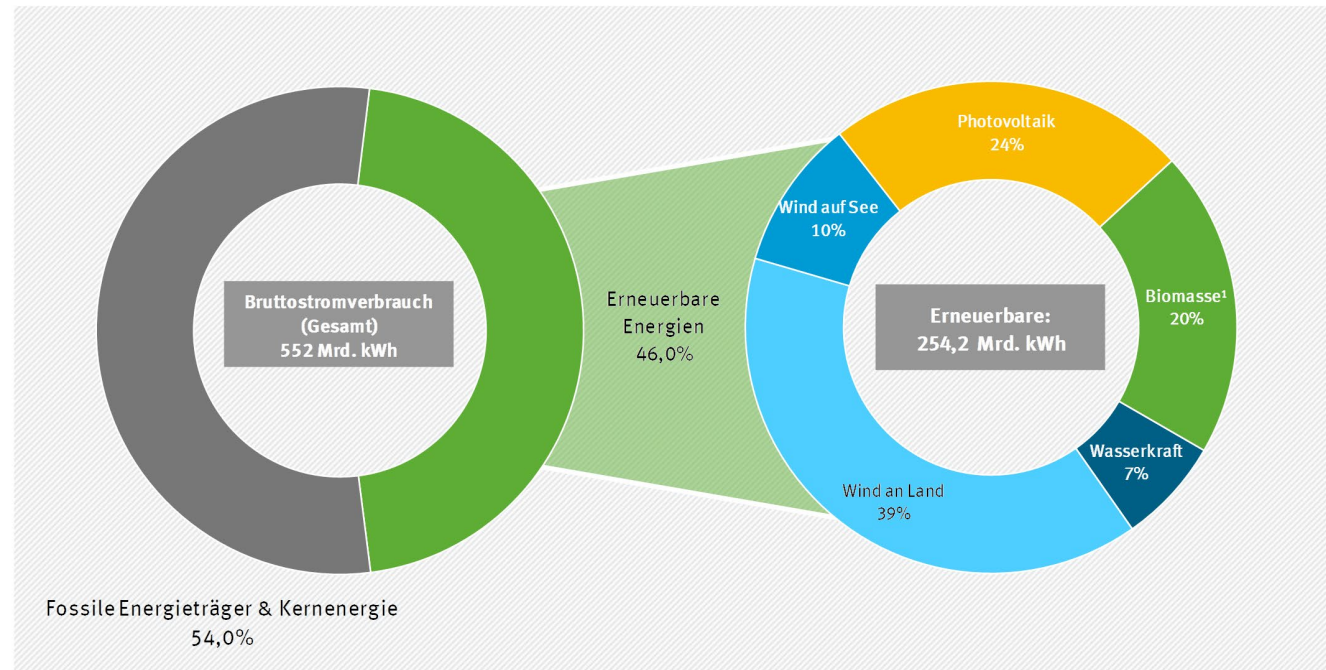 Bruttostromverbrauch
(Gesamt)
552 Mrd. kWh
Fossile Energieträger & Kernenergie
54,0%
Erneuerbare
Energien
46,0%
Photovoltaik
24%
Wind auf See
10%
Erneuerbare:
254,2 Mrd. kWh
Biomasse¹
20%
Wasserkraft
7%
Wind an Land
39%